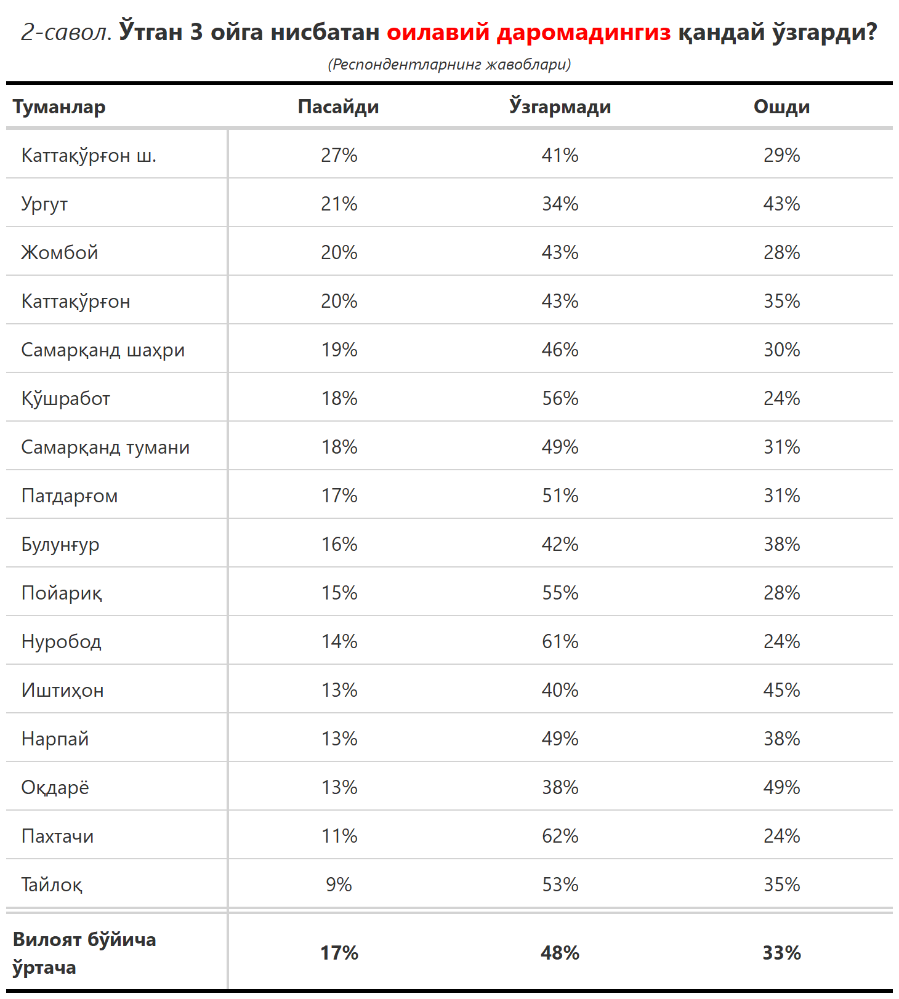 2-савол. Ўтган 3 ойга нисбатан оилавий даромадингиз қандай ўзгарди?
(Респондентларнинг жавоблари)
Туманлар Пасайди Ўзгармади Ошди
Каттақўрғон ш. 27% 41% 29%
Ургут 21% 34% 43%
Жомбой 20% 43% 28%
Каттақўрғон 20% 43% 35%
Самарқанд шаҳри 19% 46% 30%
Қўшработ 18% 56% 24%
Самарқанд тумани 18% 49% 31%
Патдарғом 17% 51% 31%
Булунғур 16% 42% 38%
Пойариқ 15% 55% 28%
Нуробод 14% 61% 24%
Иштиҳон 13% 40% 45%
Нарпай 13% 49% 38%
Оқдарё 13% 38% 49%
Пахтачи 11% 62% 24%
Тайлоқ 9% 53% 35%
Вилоят бўйича
ўртача 17% 48% 33%